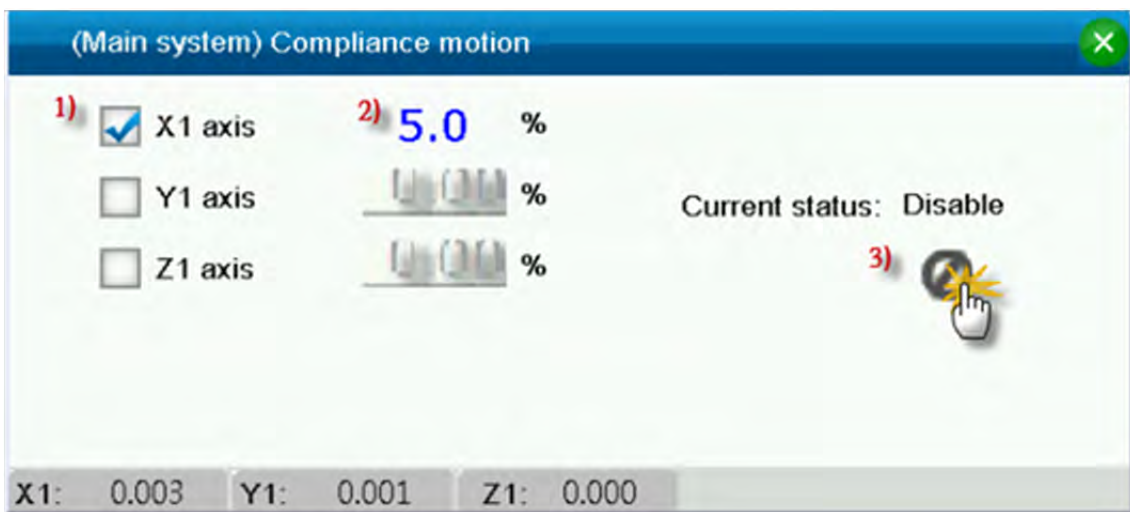 (Main system) Compliance motion
1) X1 axis 2) 5.0 %
Y1 axis %
Z1 axis %
Current status: Disable
3)
X1: 0.003 Y1: 0.001 Z1: 0.000